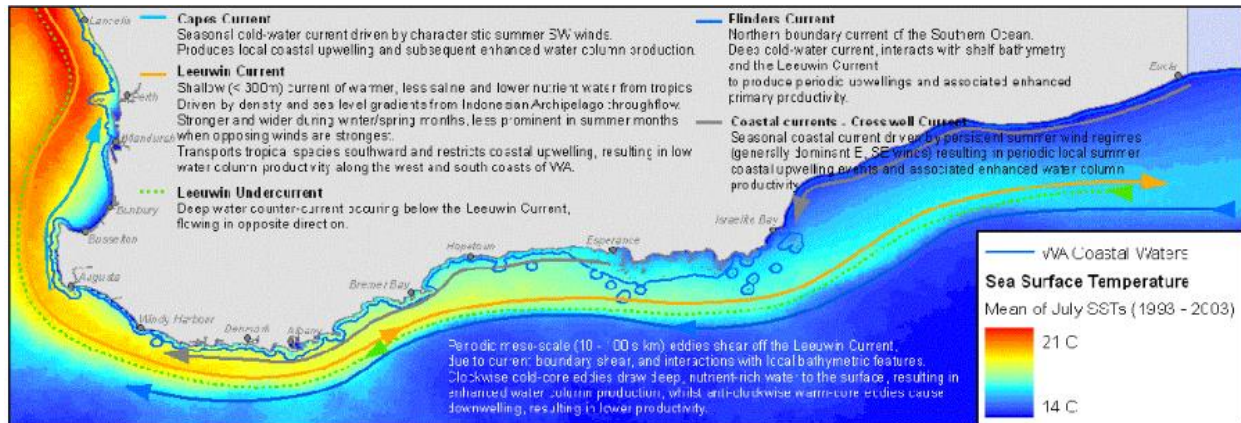 Lancelin
Capes Current
Seasonal cold-water current driven by characteristic summer SW winds.
Produces local coastal upwelling and subsequent enhanced water column production.
Leeuwin Current
Shallow (< 300m) current of warmer, less saline and lower nutrient water from tropics
Driven by density and sea level gradients from Indonesian Archipelago throughflow.
Stronger and wider during winter/spring months, less prominent in summer months
when opposing winds are strongest.
Transports tropical species southward and restricts coastal upwelling, resulting in low
water column productivity along the west and south coasts of WA.
Leeuwin Undercurrent
Deep water counter-current occuring below the Leeuwin Current,
flowing in opposite direction.
Flinders Current
Northern boundary current of the Southern Ocean.
Deep cold-water current, interacts with shelf bathymetry
and the Leeuwin Current
to produce periodic upwellings and associated enhanced
primary productivity.
Coastal currents - Cresswell Current
Seasonal coastal current driven by persistent summer wind regimes
(generally dominant E, SE winds) resulting in periodic local summer
coastal upwelling events and associated enhanced water column
productivity.
Eucla
Perth
Mandurah
Bunbury
Busselton
Augusta
Windy Harbour
Denmark
Albany
Bremer Bay
Hopetoun
Esperance
Israelite Bay
Periodic meso-scale (10 - 100's km) eddies shear off the Leeuwin Current,
due to current boundary shear, and interactions with local bathymetric features.
Clockwise cold-core eddies draw deep, nutrient-rich water to the surface, resulting in
enhanced water column production, whilst anti-clockwise warm-core eddies cause
downwelling, resulting in lower productivity.
WA Coastal Waters
Sea Surface Temperature
Mean of July SSTs (1993 - 2003)
21 C
14 C